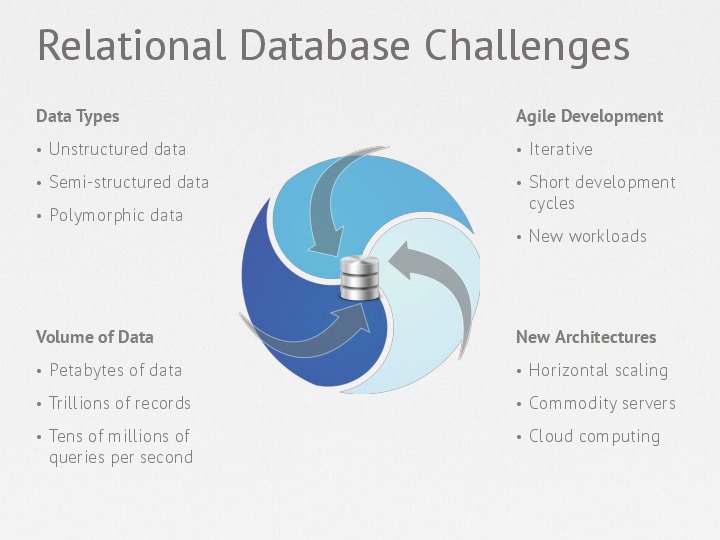 Relational Database Challenges
Data Types
• Unstructured data
• Semi-structured data
• Polymorphic data
Agile Development
• Iterative
• Short development
cycles
• New workloads
Volume of Data
• Petabytes of data
• Trillions of records
• Tens of millions of
queries per second
New Architectures
• Horizontal scaling
• Commodity servers
• Cloud computing